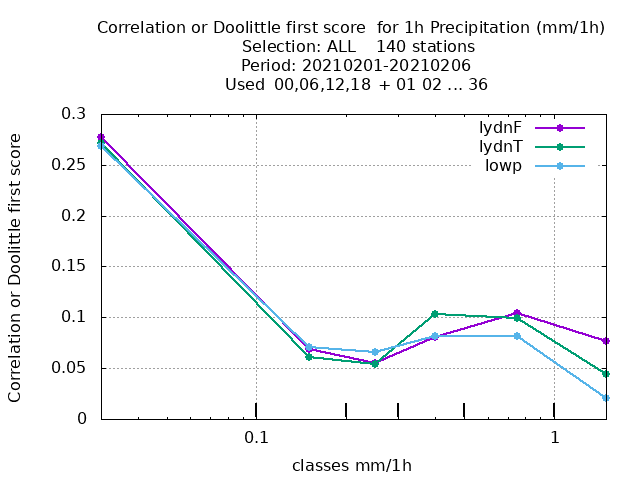 Correlation or Doolittle first score  for 1h Precipitation (mm/1h)
Selection: ALL    140 stations
Period: 20210201-20210206
Used  00,06,12,18 + 01 02 ... 36
Correlation or Doolittle first score
0.3
0.25
0.2
0.15
0.1
0.05
0
lydnF
lydnT
lowp
0.1
1
classes mm/1h